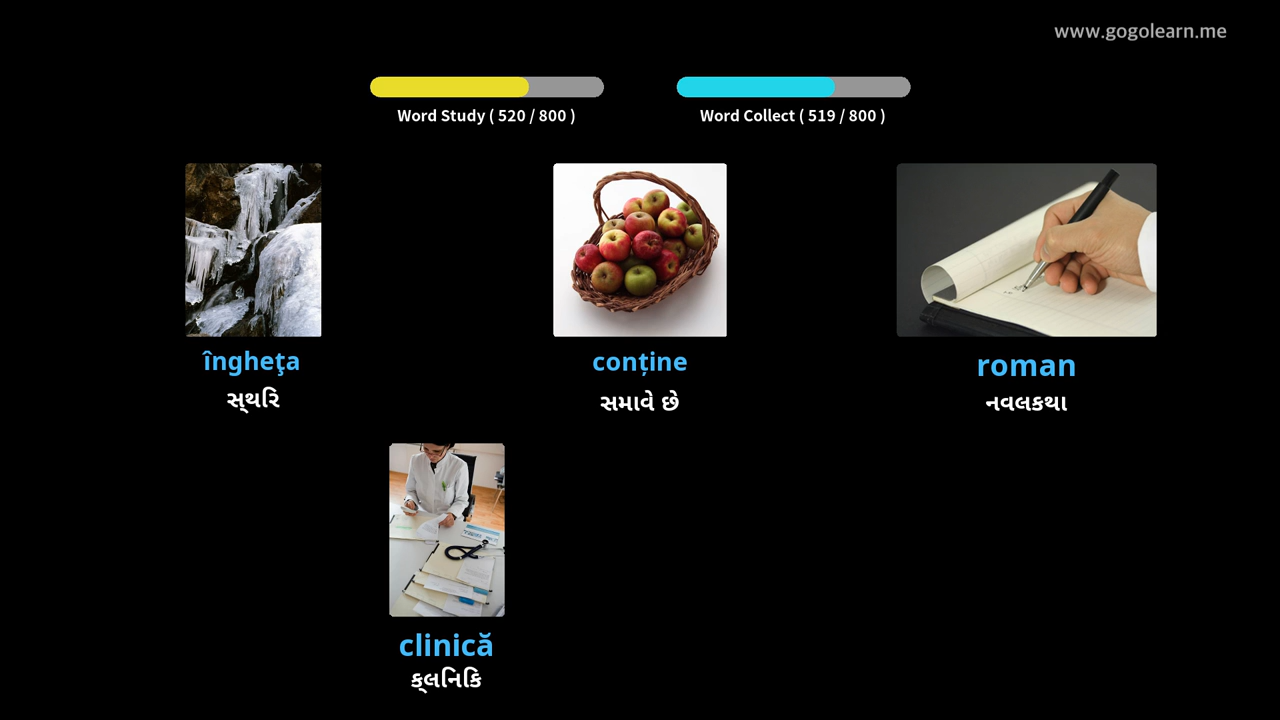 www.gogolearn.me
Word Study ( 520 / 800 )
Word Collect ( 519 / 800 )
îngheţa
conține
roman
સ્થિર
સમાવે છે
નવલકથા
clinică
ક્લિનિક